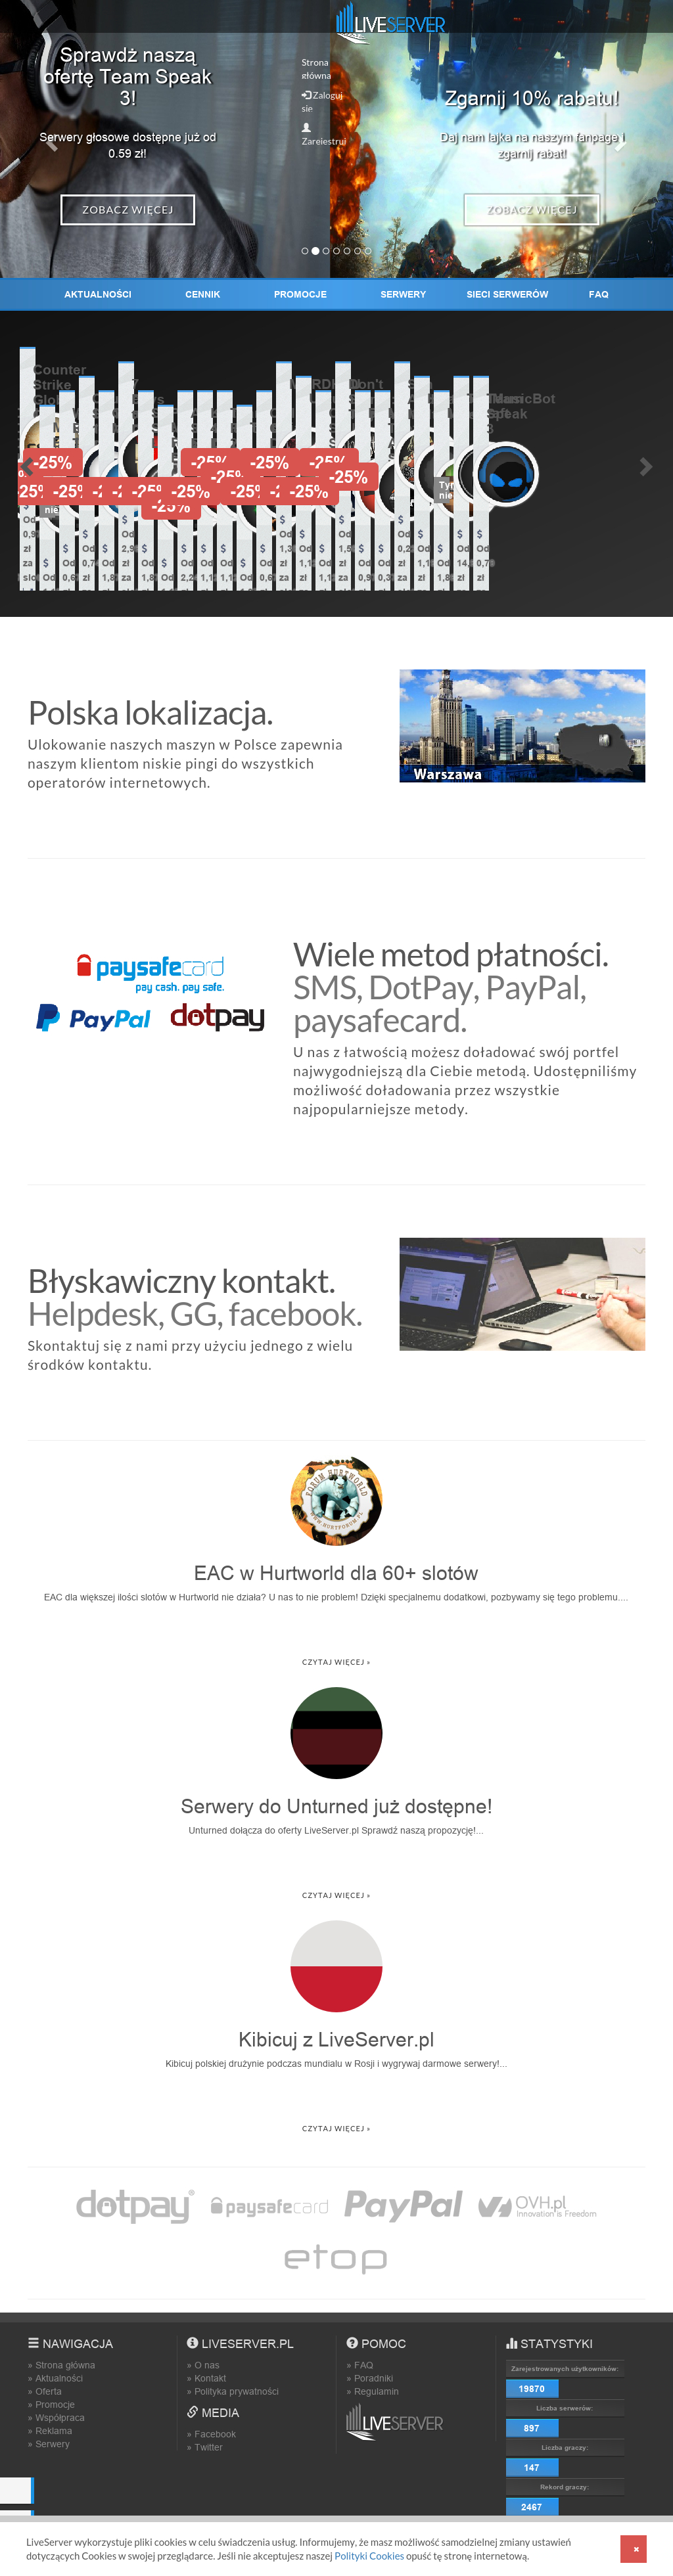 LIVESERVER
Sprawdź naszą
ofertę Team Speak
3!
Serwery głosowe dostępne już od
0.59 zł!
ZOBACZ WIĘCEJ
Strona
główna
Zaloguj
się
Zarejestruj
Zgarnij 10% rabatu!
Daj nam lajka na naszym fanpage i
zgarnij rabat!
ZOBACZ WIĘCEJ
AKTUALNOŚCI CENNIK PROMOCJE SERWERY SIECI SERWERÓW FAQ
Counter
Strike
-25%
-25%
-25%
-25%
-25%
-25%
-25%
-25%
-25%
Polska lokalizacja.
Ulokowanie naszych maszyn w Polsce zapewnia
naszym klientom niskie pingi do wszystkich
operatorów internetowych.
Warszawa
paysafecard
pay cash. pay safe.
PayPal dotpay
Wiele metod płatności.
SMS, DotPay, PayPal,
paysafecard.
U nas z łatwością możesz doładować swój portfel
najwygodniejszą dla Ciebie metodą. Udostępniliśmy
możliwość doładowania przez wszystkie
najpopularniejsze metody.
Błyskawiczny kontakt.
Helpdesk, GG, facebook.
Skontaktuj się z nami przy użyciu jednego z wielu
środków kontaktu.
EAC w Hurtworld dla 60+ slotów
EAC dla większej ilości slotów w Hurtworld nie działa? U nas to nie problem! Dzięki specjalnemu dodatkowi, pozbywamy się tego problemu....
CZYTAJ WIĘCEJ »
Serwery do Unturned już dostępne!
Unturned dołącza do oferty LiveServer.pl Sprawdź naszą propozycję!...
CZYTAJ WIĘCEJ »
Kibicuj z LiveServer.pl
Kibicuj polskiej drużynie podczas mundialu w Rosji i wygrywaj darmowe serwery!...
CZYTAJ WIĘCEJ »
dotpay® paysafecard PayPal OVH.pl
Innovation is Freedom
etop
NAWIGACJA
» Strona główna
» Aktualności
» Oferta
» Promocje
» Współpraca
» Reklama
» Serwery
LIVESERVER.PL
» O nas
» Kontakt
» Polityka prywatności
MEDIA
» Facebook
» Twitter
POMOC
» FAQ
» Poradniki
» Regulamin
LIVESERVER
STATYSTYKI
Zarejestrowanych użytkowników:
19870
Liczba serwerów:
897
Liczba graczy:
147
Rekord graczy:
2467
LiveServer wykorzystuje pliki cookies w celu świadczenia usług. Informujemy, że masz możliwość samodzielnej zmiany ustawień
dotyczących Cookies w swojej przeglądarce. Jeśli nie akceptujesz naszej Polityki Cookies opuść tę stronę internetową.